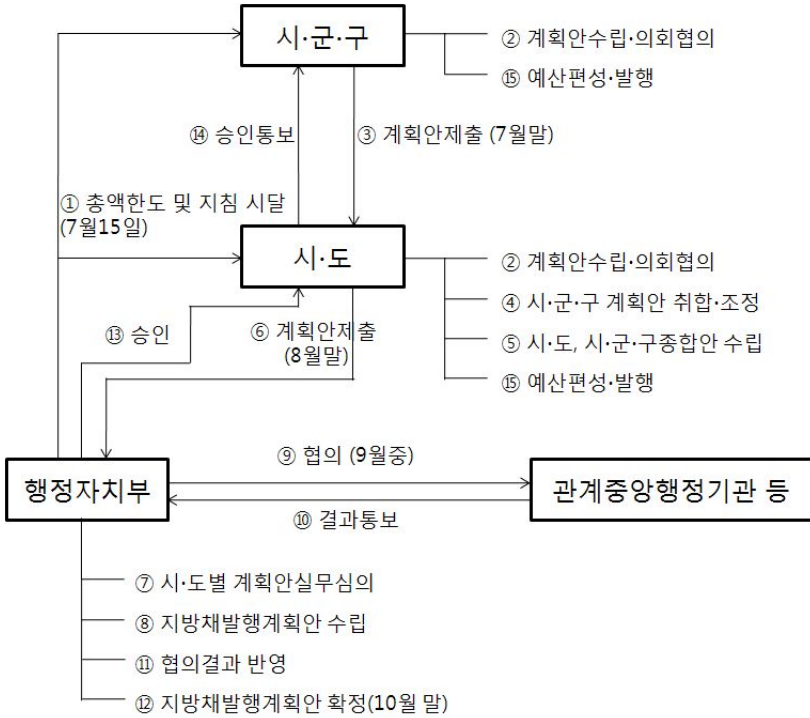 시·군·구
② 계획안수립·의회협의
⑮ 예산편성·발행
⑭ 승인통보
③ 계획안제출 (7월말)
① 총액한도 및 지침 시달
(7월15일)
시·도
② 계획안수립·의회협의
④ 시·군·구 계획안 취합·조정
⑤ 시·도, 시·군·구종합안 수립
⑮ 예산편성·발행
⑬ 승인
⑥ 계획안제출
(8월말)
행정자치부
⑨ 협의 (9월중)
⑩ 결과통보
관계중앙행정기관 등
⑦ 시·도별 계획안실무심의
⑧ 지방채발행계획안 수립
⑪ 협의결과 반영
⑫ 지방채발행계획안 확정(10월 말)